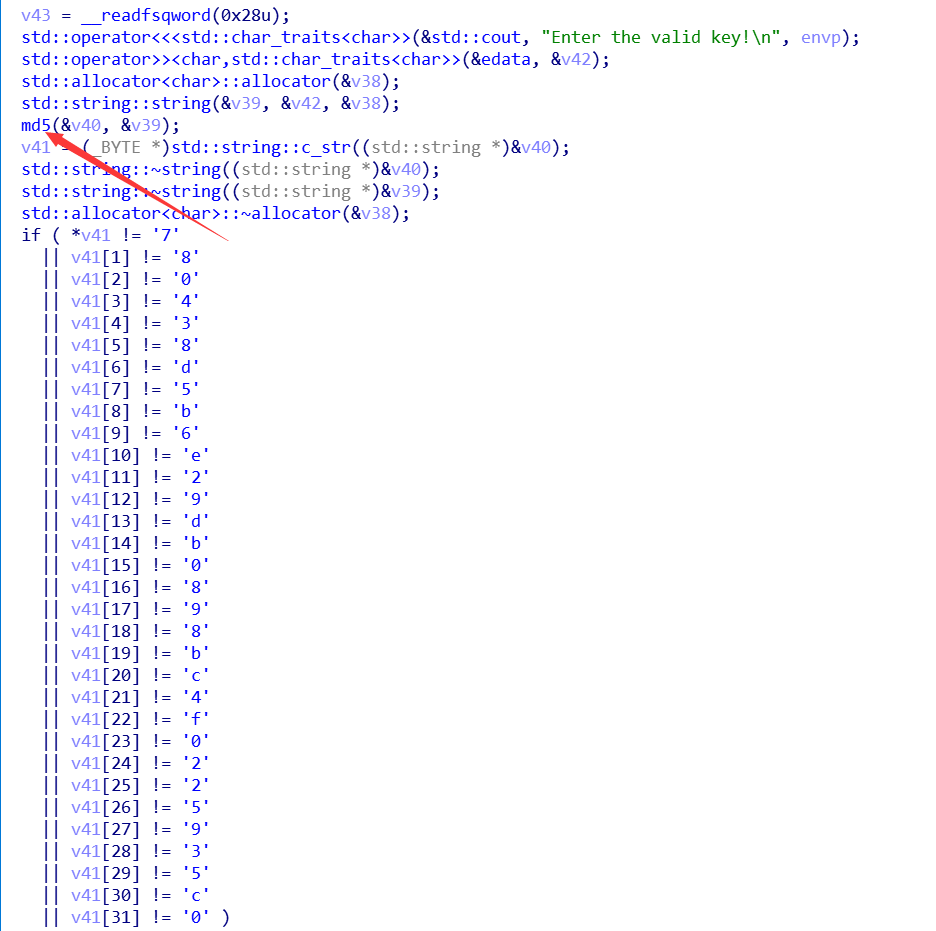 v43 = __readfsqword(0x28u);
std::operator<<<std::char_traits<char>>(&std::cout, "Enter the valid key!\n", envp);
std::operator>><char,std::char_traits<char>>(&edata, &v42);
std::allocator<char>::allocator(&v38);
std::string::string(&v39, &v42, &v38);
md5(&v40, &v39);
v41 = (_BYTE *)std::string::c_str((std::string *)&v40);
std::string::~string((std::string *)&v40);
std::string::~string((std::string *)&v39);
std::allocator<char>::~allocator(&v38);
if ( *v41 != '7'
|| v41[1] != '8'
|| v41[2] != '0'
|| v41[3] != '4'
|| v41[4] != '3'
|| v41[5] != '8'
|| v41[6] != 'd'
|| v41[7] != '5'
|| v41[8] != 'b'
|| v41[9] != '6'
|| v41[10] != 'e'
|| v41[11] != '2'
|| v41[12] != '9'
|| v41[13] != 'd'
|| v41[14] != 'b'
|| v41[15] != '0'
|| v41[16] != '8'
|| v41[17] != '9'
|| v41[18] != '8'
|| v41[19] != 'b'
|| v41[20] != 'c'
|| v41[21] != '4'
|| v41[22] != 'f'
|| v41[23] != '0'
|| v41[24] != '2'
|| v41[25] != '2'
|| v41[26] != '5'
|| v41[27] != '9'
|| v41[28] != '3'
|| v41[29] != '5'
|| v41[30] != 'c'
|| v41[31] != '0' )